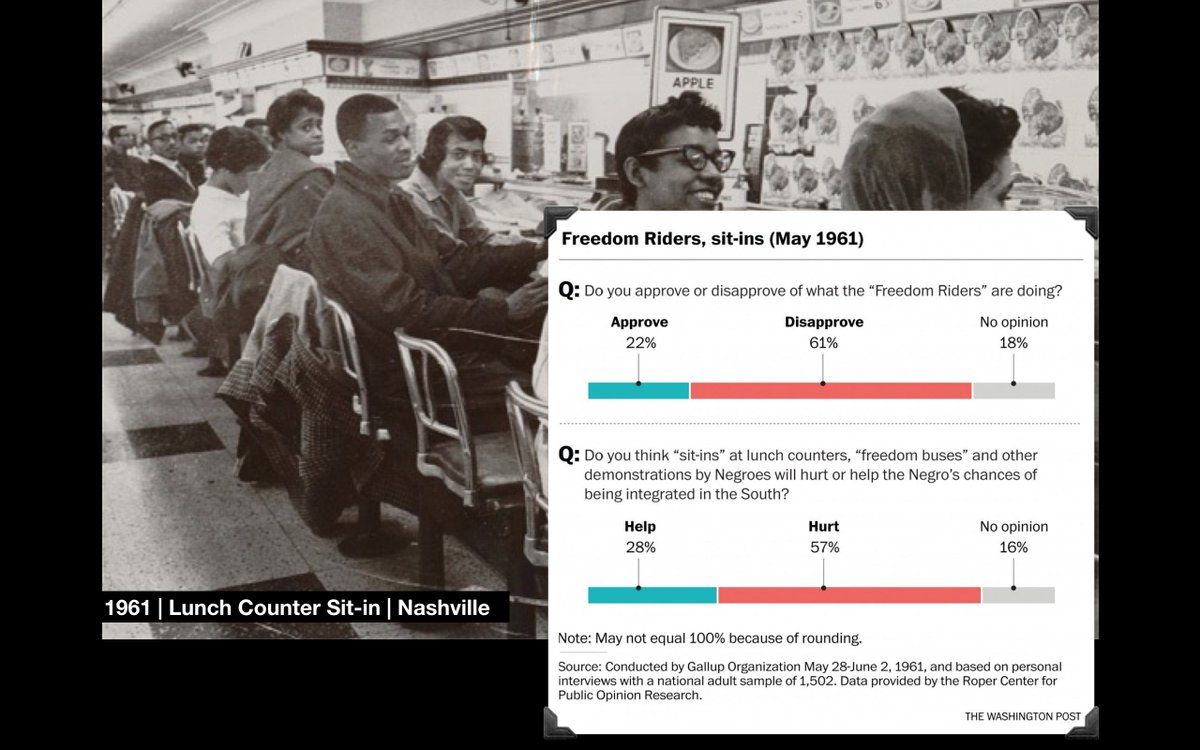 APPLE
Freedom Riders, sit-ins (May 1961)
Q: Do you approve or disapprove of what the “Freedom Riders” are doing?
Approve Disapprove No opinion
22% 61% 18%
Q: Do you think “sit-ins” at lunch counters, “freedom buses” and other
demonstrations by Negroes will hurt or help the Negro’s chances of
being integrated in the South?
Help Hurt No opinion
28% 57% 16%
1961 | Lunch Counter Sit-in | Nashville
Note: May not equal 100% because of rounding.
Source: Conducted by Gallup Organization May 28-June 2, 1961, and based on personal
interviews with a national adult sample of 1,502. Data provided by the Roper Center for
Public Opinion Research.
THE WASHINGTON POST